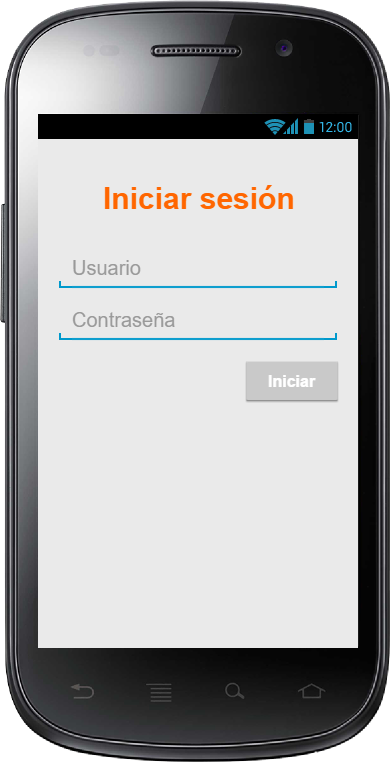 12:00
Iniciar sesión
Usuario
Contraseña
Iniciar